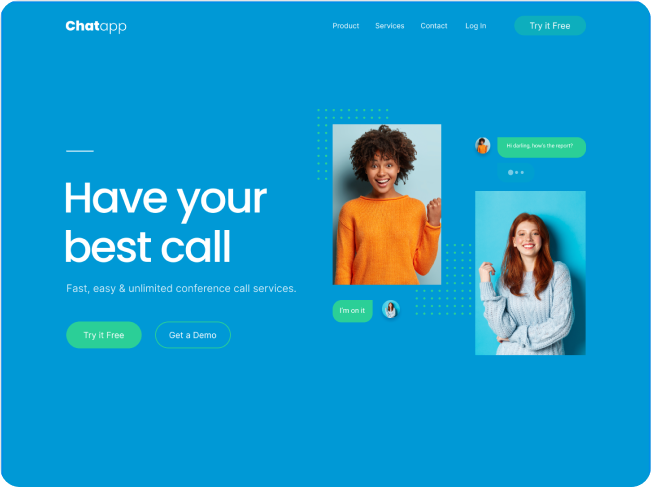 Chatapp
Product Services Contact Log In Try it Free
Hi darling, how's the report?
Have your
best call
Fast, easy & unlimited conference call services.
I'm on it
Try it Free Get a Demo